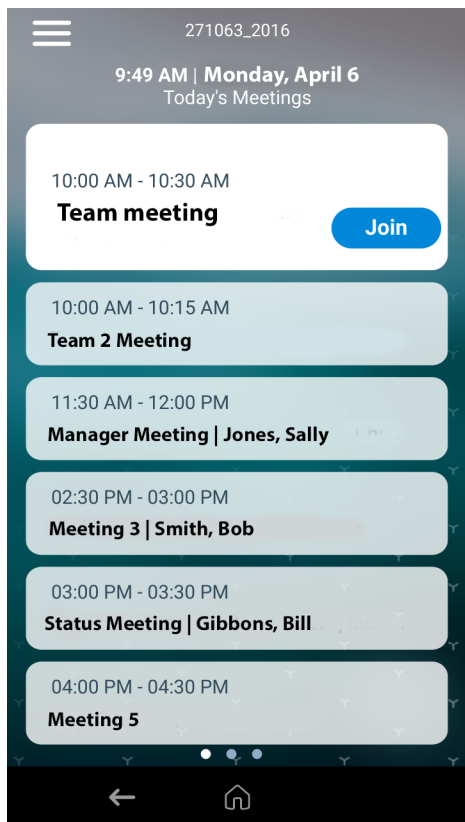 271063_2016
9:49 AM | Monday, April 6
Today's Meetings
10:00 AM - 10:30 AM
Team meeting
Join
10:00 AM - 10:15 AM
Team 2 Meeting
11:30 AM - 12:00 PM
Manager Meeting | Jones, Sally
02:30 PM - 03:00 PM
Meeting 3 | Smith, Bob
03:00 PM - 03:30 PM
Status Meeting | Gibbons, Bill
04:00 PM - 04:30 PM
Meeting 5